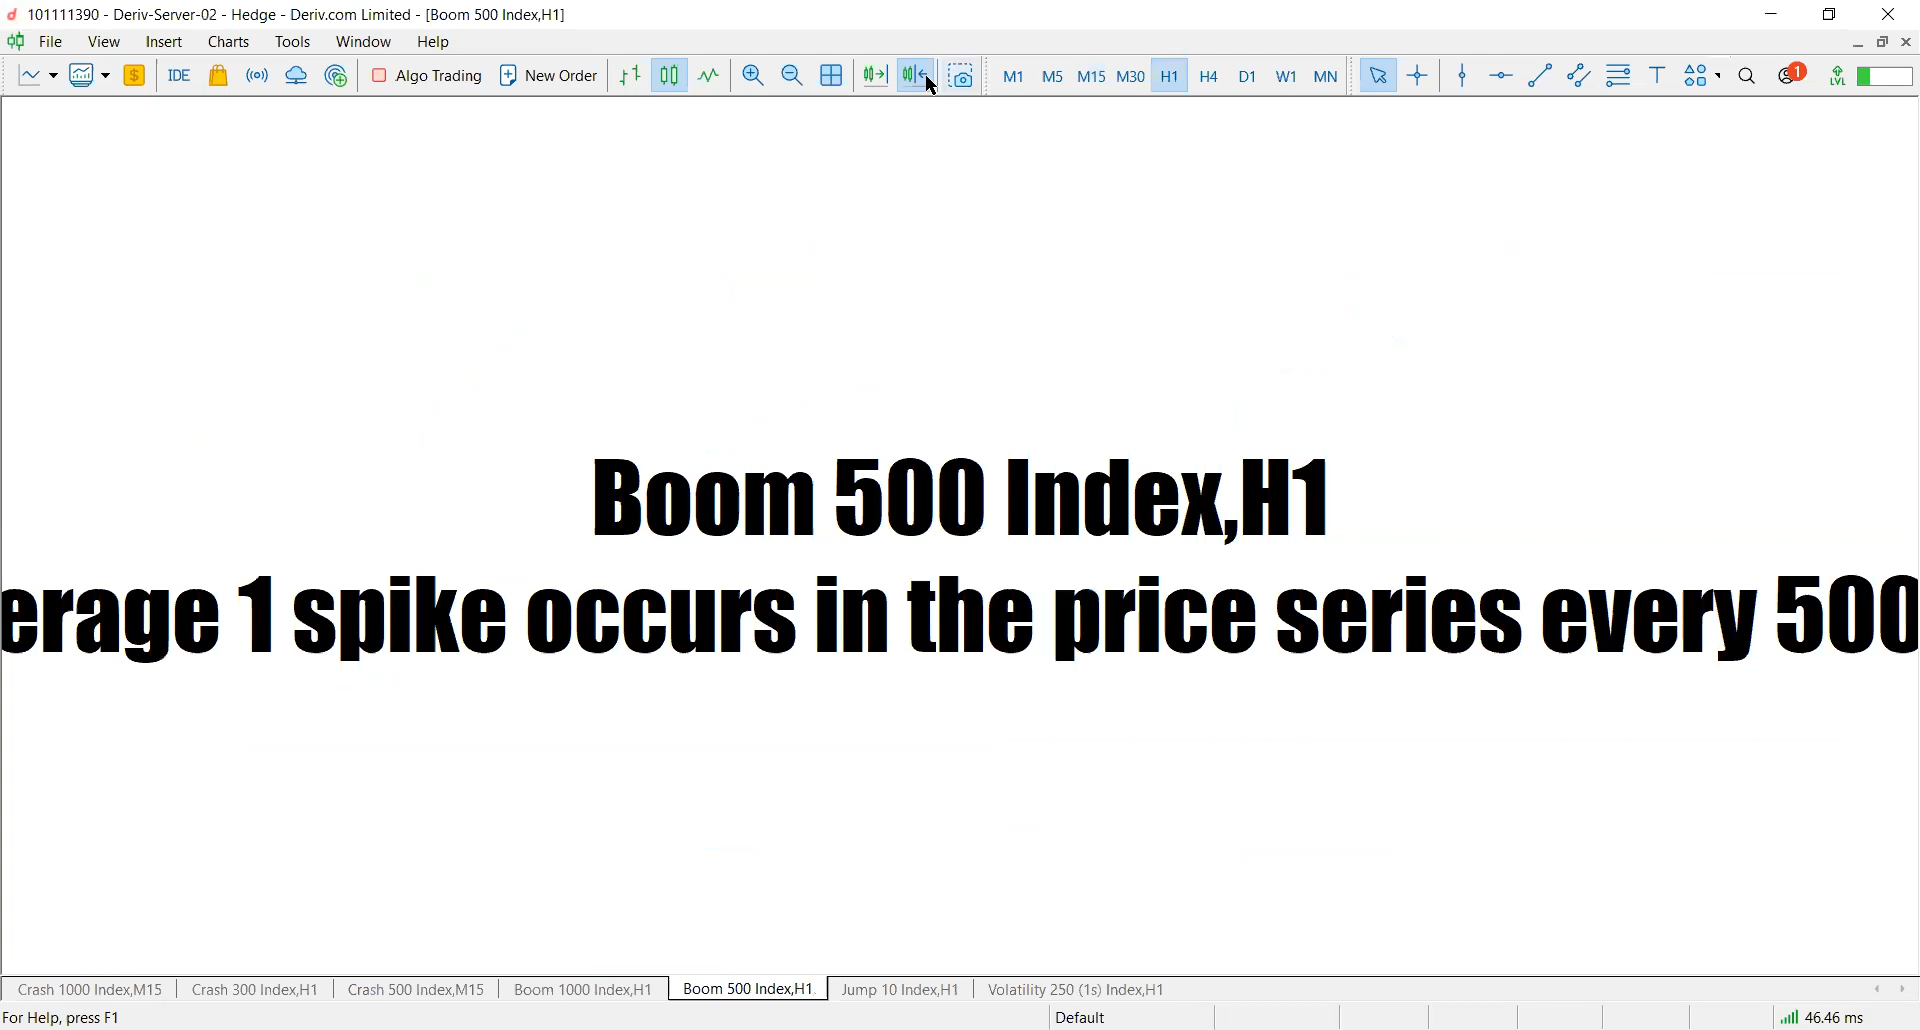 101111390 - Deriv-Server-02 - Hedge - Deriv.com Limited - [Boom 500 Index,H1]
File View Insert Charts Tools Window Help
IDE Algo Trading New Order M1 M5 M15 M30 H1 H4 D1 W1 MN T 1 LVL
Boom 500 Index,H1
erage 1 spike occurs in the price series every 500
Crash 1000 Index,M15 Crash 300 Index,H1 Crash 500 Index,M15 Boom 1000 Index,H1 Boom 500 Index,H1 Jump 10 Index,H1 Volatility 250 (1s) Index,H1
For Help, press F1 Default 46.46 ms